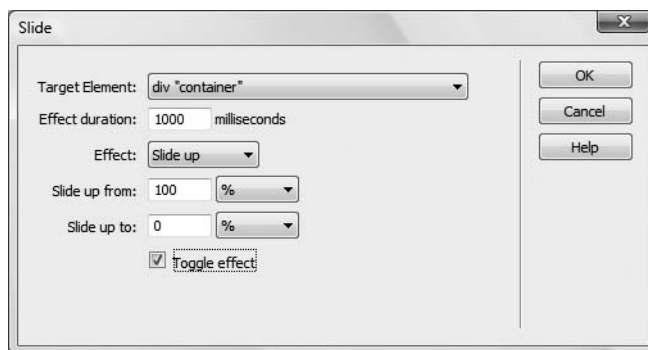 Slide
Target Element: div "container"
Effect duration: 1000 milliseconds
Effect: Slide up
Slide up from: 100 %
Slide up to: 0 %
Toggle effect
OK
Cancel
Help